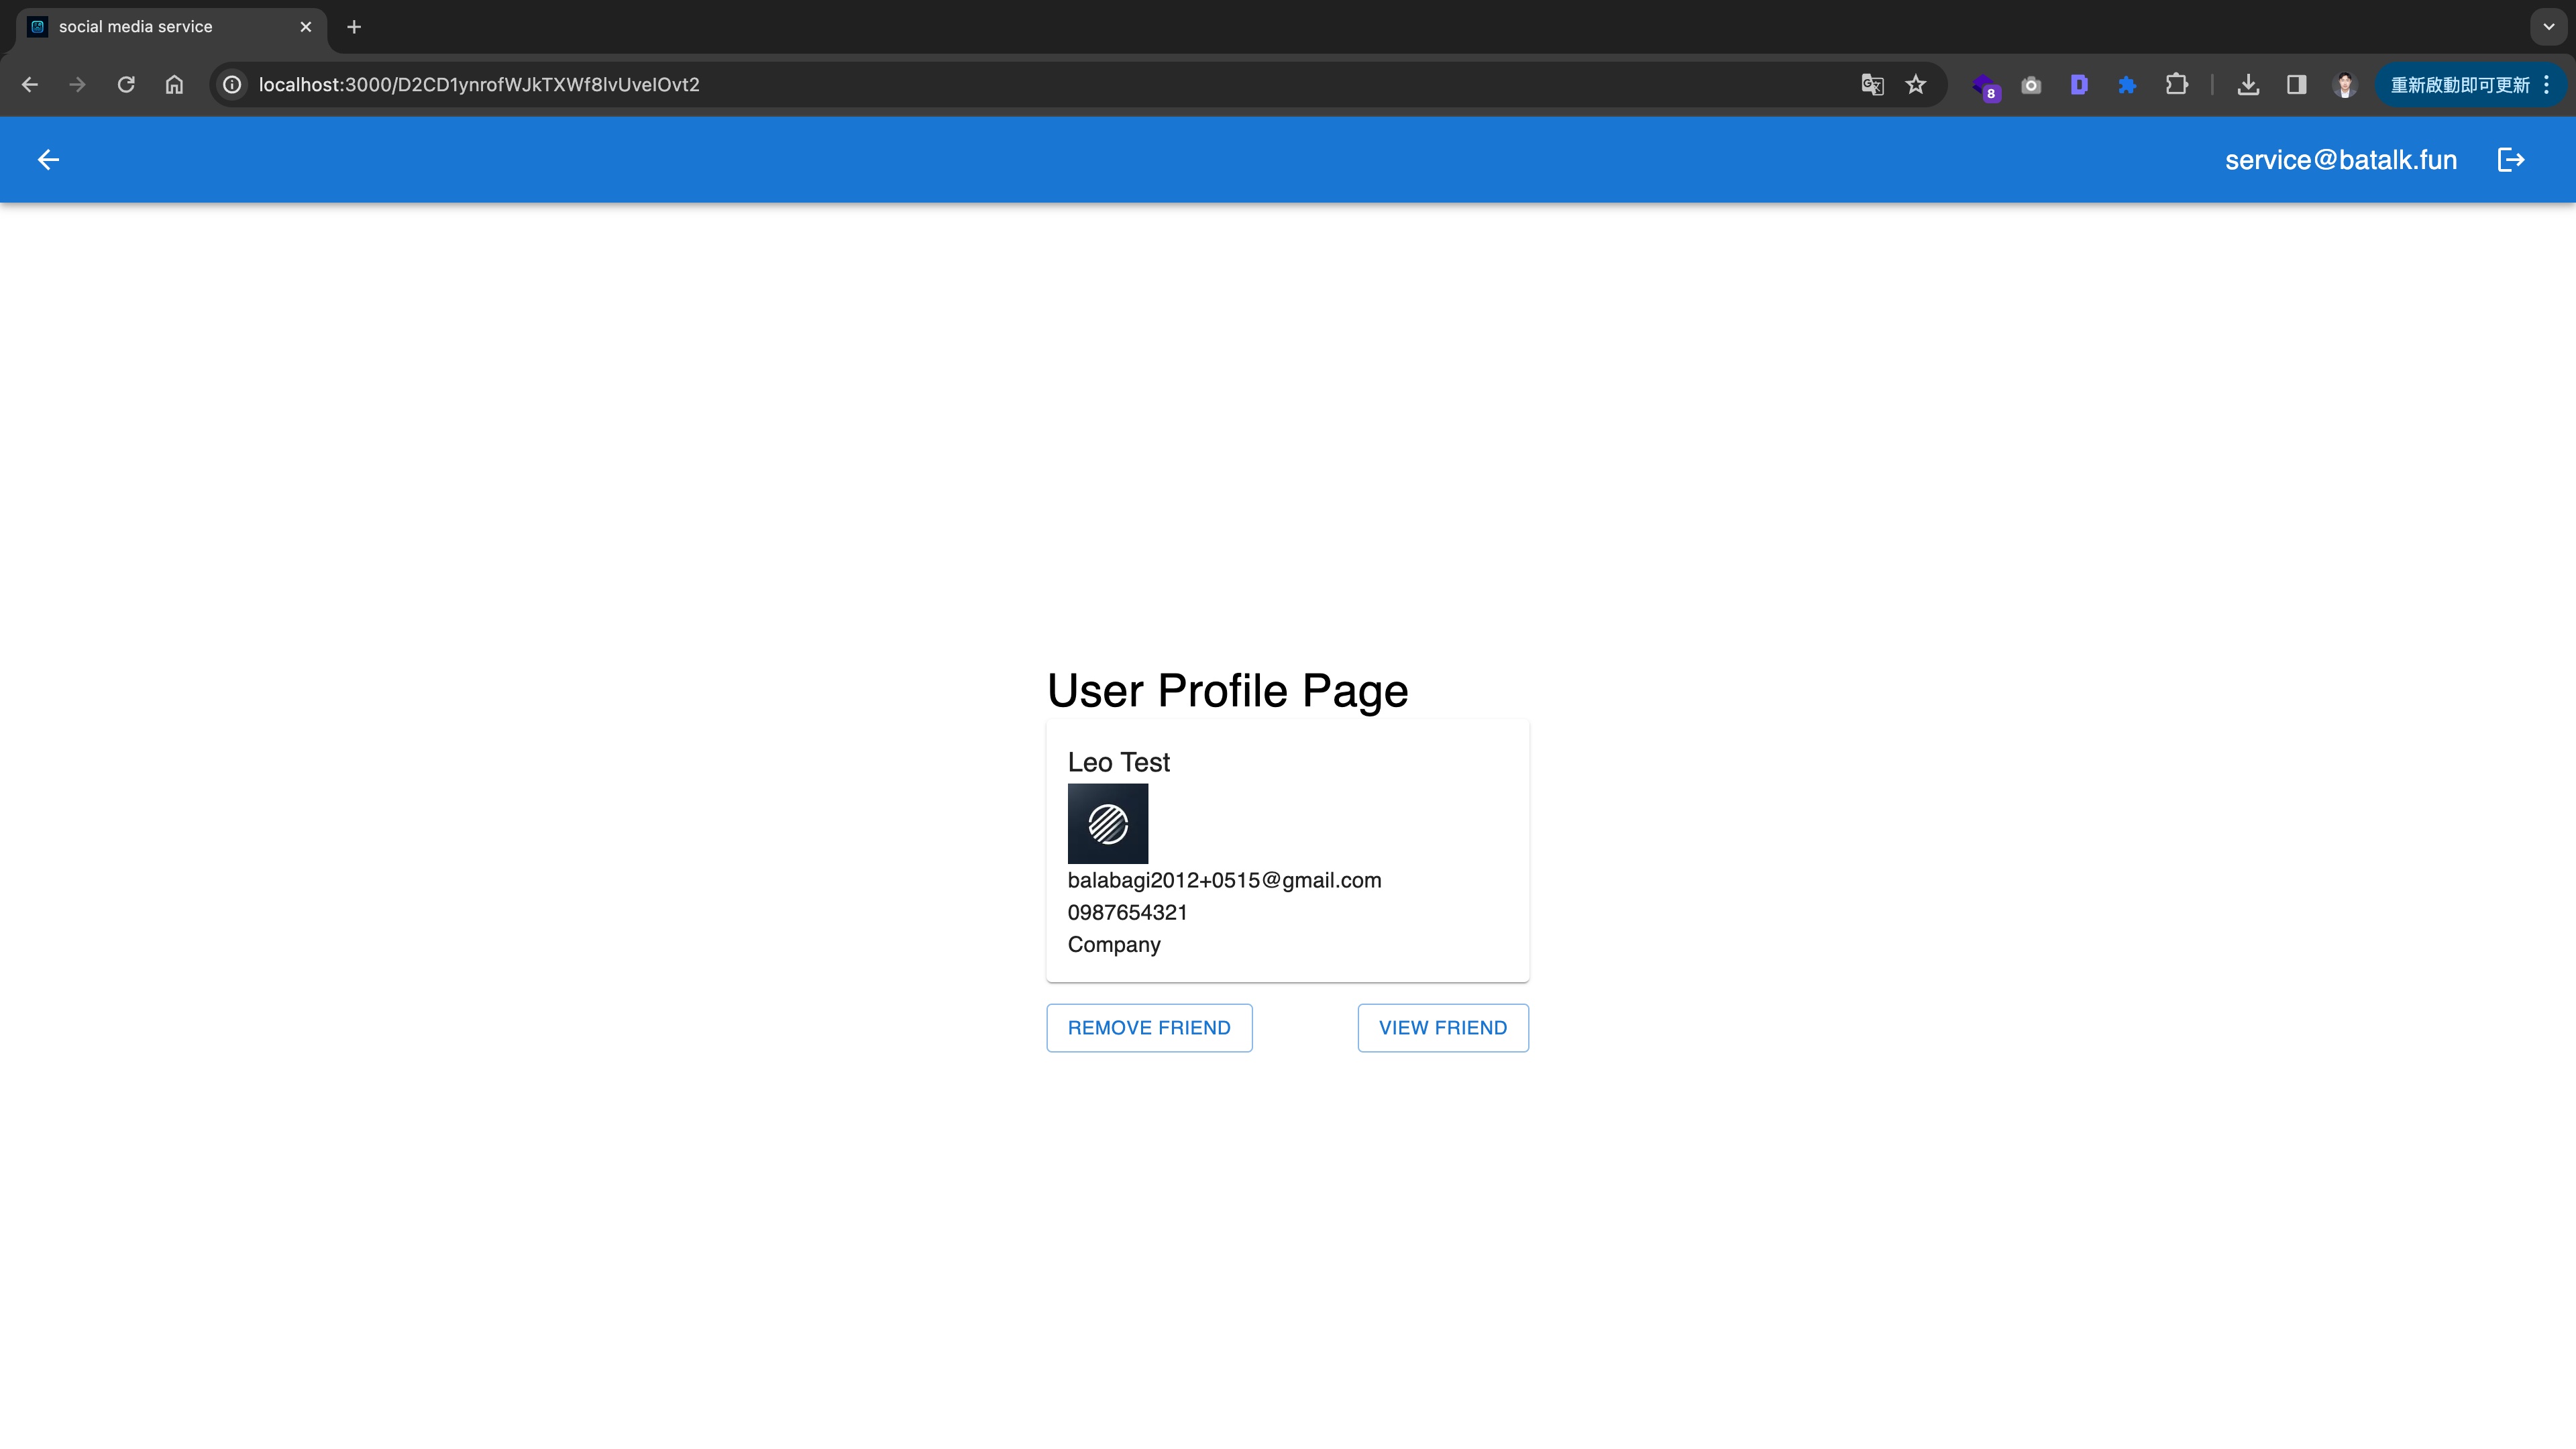 social media service
localhost:3000/D2CD1ynrofWJkTXWf8lvUveIOvt2
8
D
重新啟動即可更新
service@batalk.fun
User Profile Page
Leo Test
balabagi2012+0515@gmail.com
0987654321
Company
REMOVE FRIEND
VIEW FRIEND